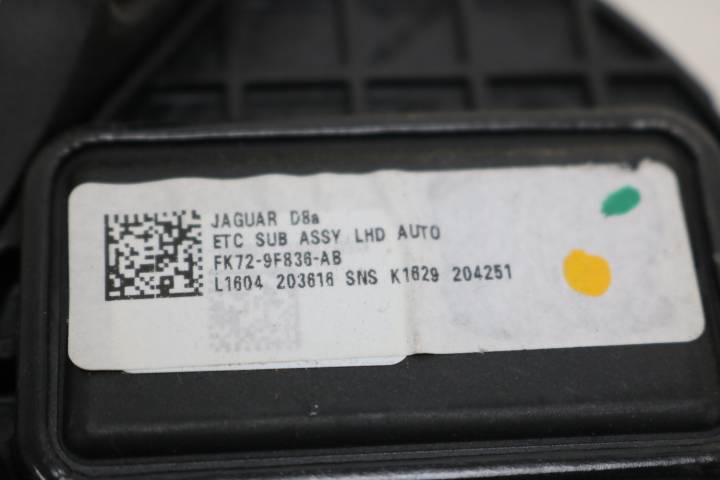 JAGUAR D8a
ETC SUB ASSY LHD AUTO
FK72-9F836-AB
L1604 203616 SNS K1629 204251